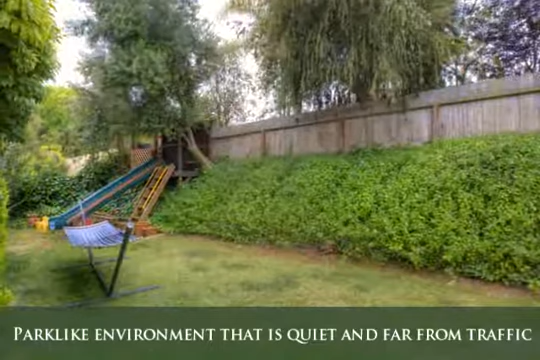 Parklike environment that is quiet and far from traffic